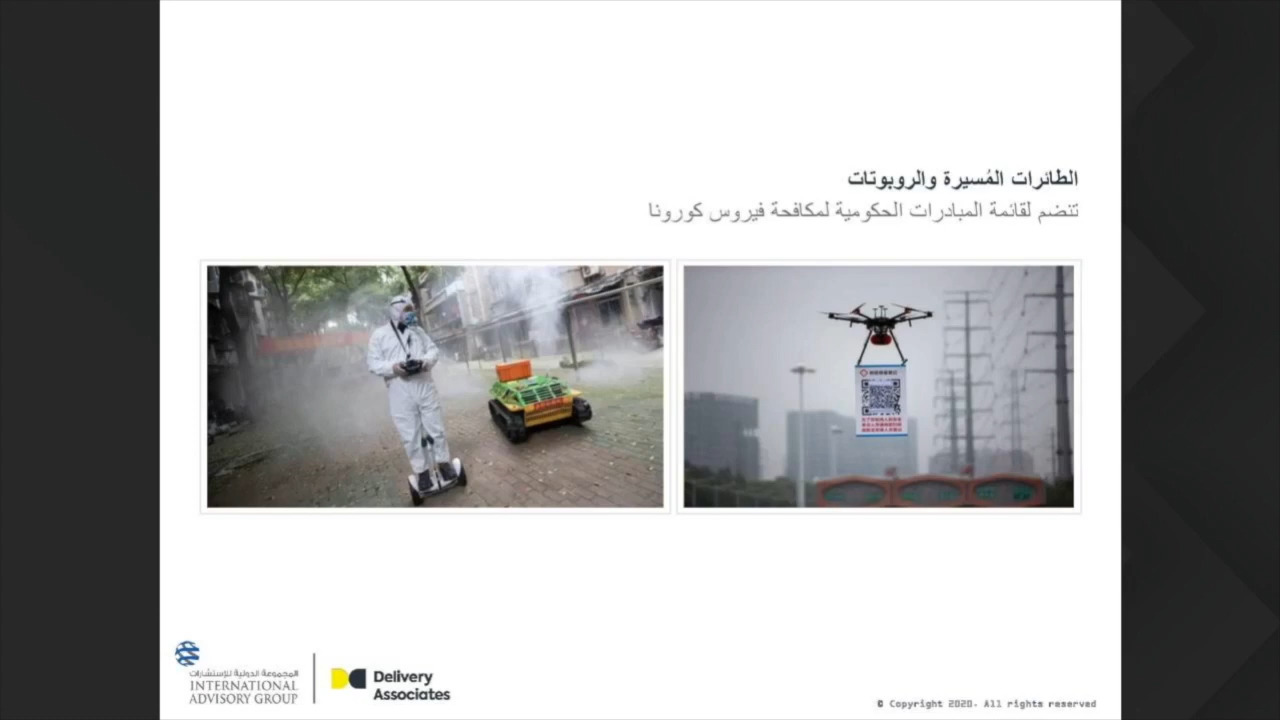 الطائرات المُسيرة والروبوتات
تنضم لقائمة المبادرات الحكومية لمكافحة فيروس كورونا
المجموعة الدولية للإستشارات
INTERNATIONAL
ADVISORY GROUP
Delivery
Associates
© Copyright 2020. All rights reserved